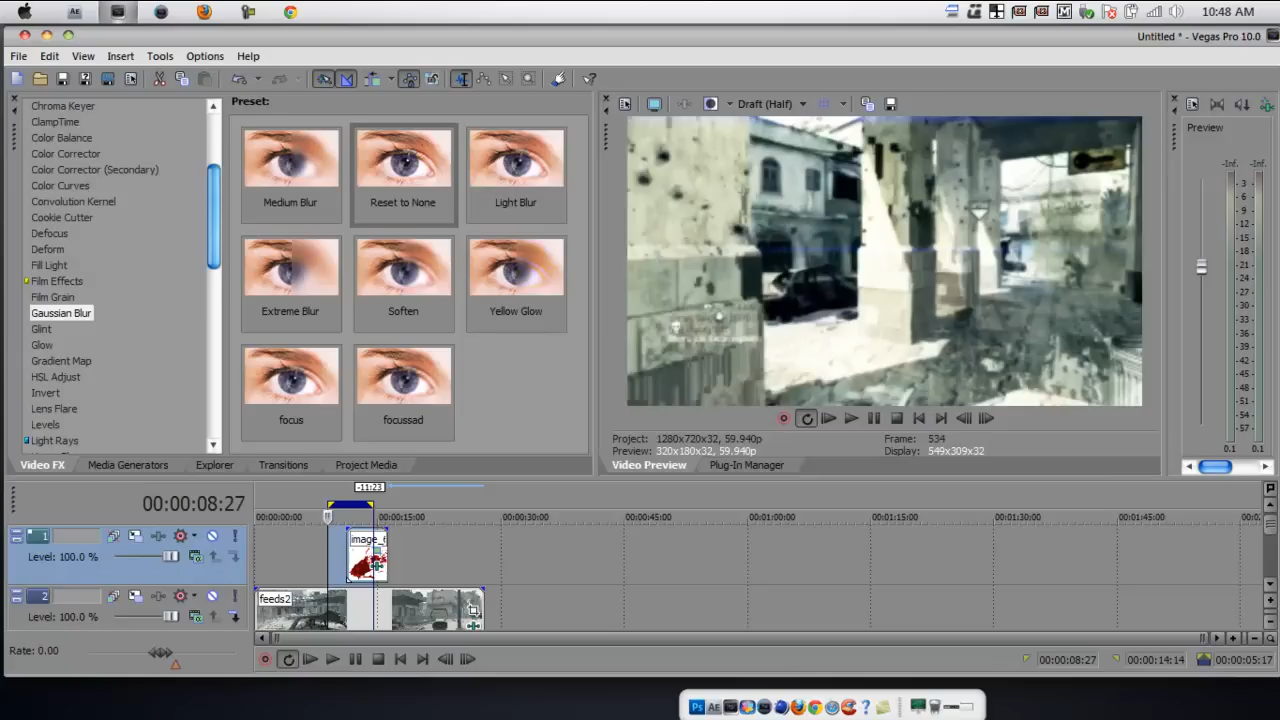 10:48 AM
Untitled * - Vegas Pro 10.0
File Edit View Insert Tools Options Help
Chroma Keyer
ClampTime
Color Balance
Color Corrector
Color Corrector (Secondary)
Color Curves
Convolution Kernel
Cookie Cutter
Defocus
Deform
Fill Light
Film Effects
Film Grain
Gaussian Blur
Glint
Glow
Gradient Map
HSL Adjust
Invert
Lens Flare
Levels
Light Rays
Preset:
Medium Blur Reset to None Light Blur
Extreme Blur Soften Yellow Glow
focus focussad
Video FX Media Generators Explorer Transitions Project Media
Draft (Half)
Project: 1280x720x32, 59.940p Frame: 534
Preview: 320x180x32, 59.940p Display: 549x309x32
Video Preview Plug-In Manager
Preview
-Inf. -Inf.
3
6
9
12
15
18
21
24
27
30
33
36
39
42
45
48
51
54
57
0.1 0.1
00:00:08:27
-11:23
00:00:00:00 00:00:15:00 00:00:30:00 00:00:45:00 00:01:00:00 00:01:15:00 00:01:30:00 00:01:45:00 00:0
1
Level: 100.0 %
image_6
2
Level: 100.0 %
feeds2
Rate: 0.00
00:00:08:27 00:00:14:14 00:00:05:17
Ps AE